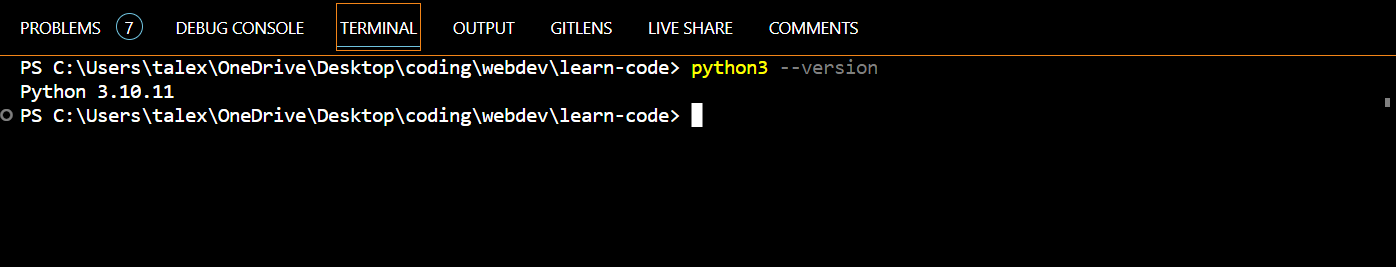 PROBLEMS 7 DEBUG CONSOLE TERMINAL OUTPUT GITLENS LIVE SHARE COMMENTS
PS C:\Users\talex\OneDrive\Desktop\coding\webdev\learn-code> python3 --version
Python 3.10.11
PS C:\Users\talex\OneDrive\Desktop\coding\webdev\learn-code>